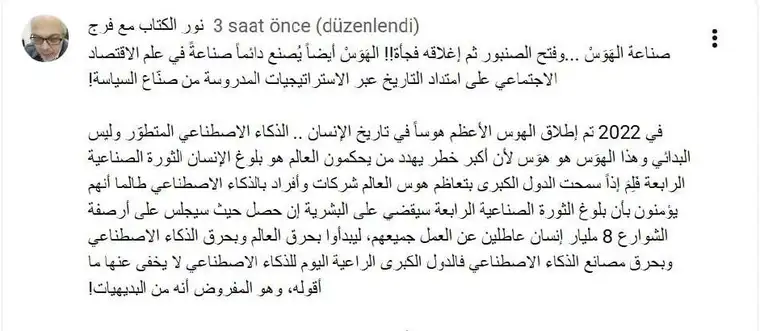 نور الكتاب مع فرج 3 saat önce (düzenlendi)
صناعة الهَوَسْ ...وفتح الصنبور ثم إغلاقه فجأة!! الهَوَسْ أيضاً يُصنع دائماً صناعةً في علم الاقتصاد
الاجتماعي على امتداد التاريخ عبر الاستراتيجيات المدروسة من صنّاع السياسة!
في 2022 تم إطلاق الهوس الأعظم هوساً في تاريخ الإنسان .. الذكاء الاصطناعي المتطوّر وليس
البدائي وهذا الهوَس هو هوَس لأن أكبر خطر يهدد من يحكمون العالم هو بلوغ الإنسان الثورة الصناعية
الرابعة فلِمَ إذاً سمحت الدول الكبرى بتعاظم هوس العالم شركات وأفراد بالذكاء الاصطناعي طالما أنهم
يؤمنون بأن بلوغ الثورة الصناعية الرابعة سيقضي على البشرية إن حصل حيث سيجلس على أرصفة
الشوارع 8 مليار إنسان عاطلين عن العمل جميعهم، ليبدأوا بحرق العالم وبحرق الذكاء الاصطناعي
وبحرق مصانع الذكاء الاصطناعي فالدول الكبرى الراعية اليوم للذكاء الاصطناعي لا يخفى عنها ما
أقوله، وهو المفروض أنه من البديهيات!